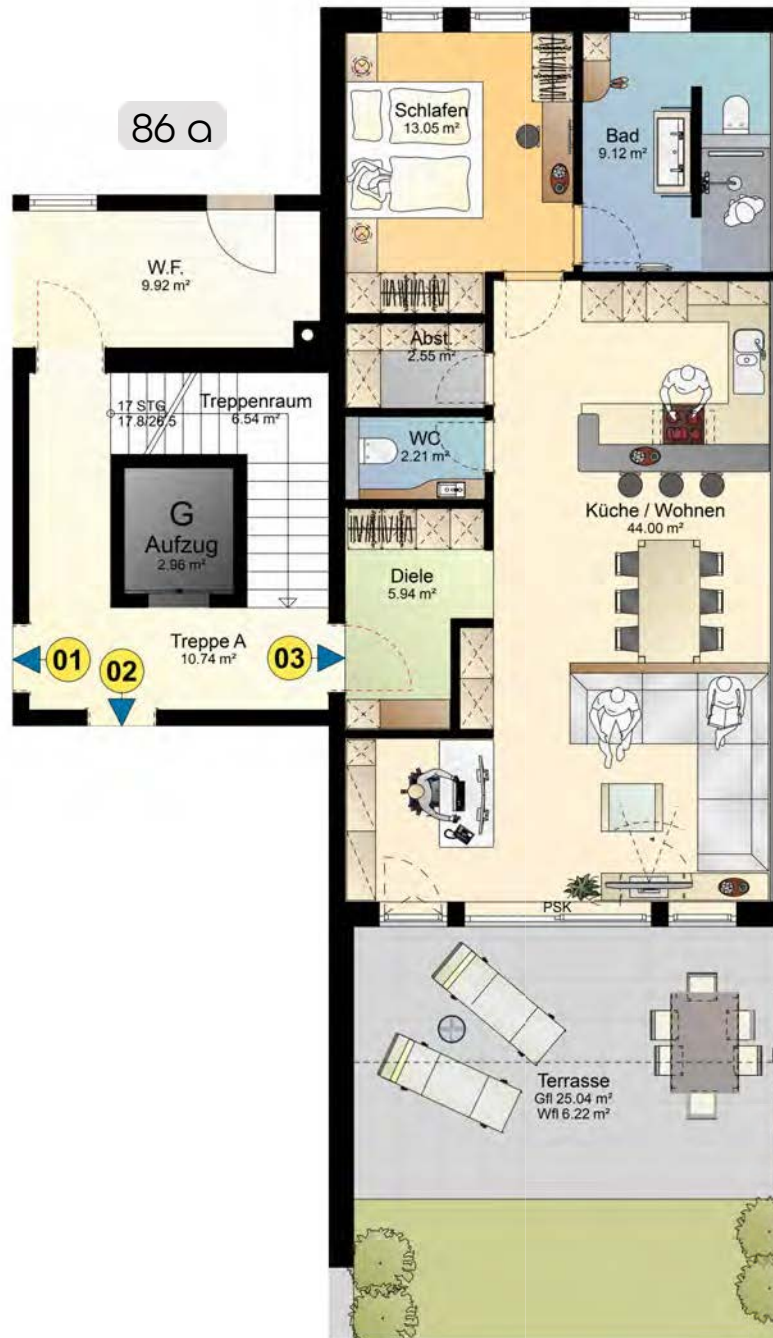 86 a
Schlafen
13.05 m²
Bad
9.12 m²
W.F.
9.92 m²
Abst
2.55 m²
17 STG
17.8/26.5
Treppenraum
6.54 m²
WC
2.21 m²
G
Aufzug
2.96 m²
Küche / Wohnen
44.00 m²
Diele
5.94 m²
Treppe A
10.74 m²
01
02
03
PSK
Terrasse
Gfl 25.04 m²
Wfl 6.22 m²